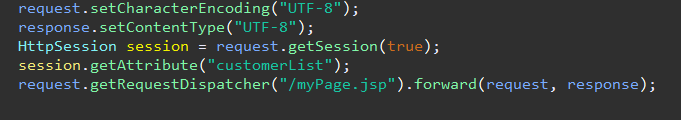 request.setCharacterEncoding("UTF-8");
response.setContentType("UTF-8");
HttpSession session = request.getSession(true);
session.getAttribute("customerList");
request.getRequestDispatcher("/myPage.jsp").forward(request, response);